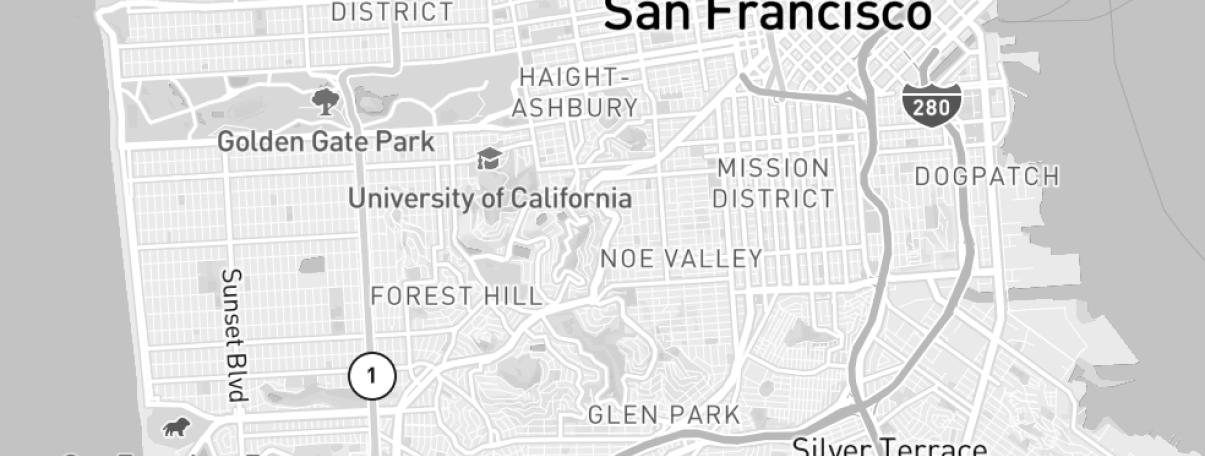 DISTRICT
San Francisco
HAIGHT-
ASHBURY
280
Golden Gate Park
MISSION
DISTRICT
DOGPATCH
University of California
NOE VALLEY
Sunset Blvd
FOREST HILL
1
GLEN PARK
Silver Terrace